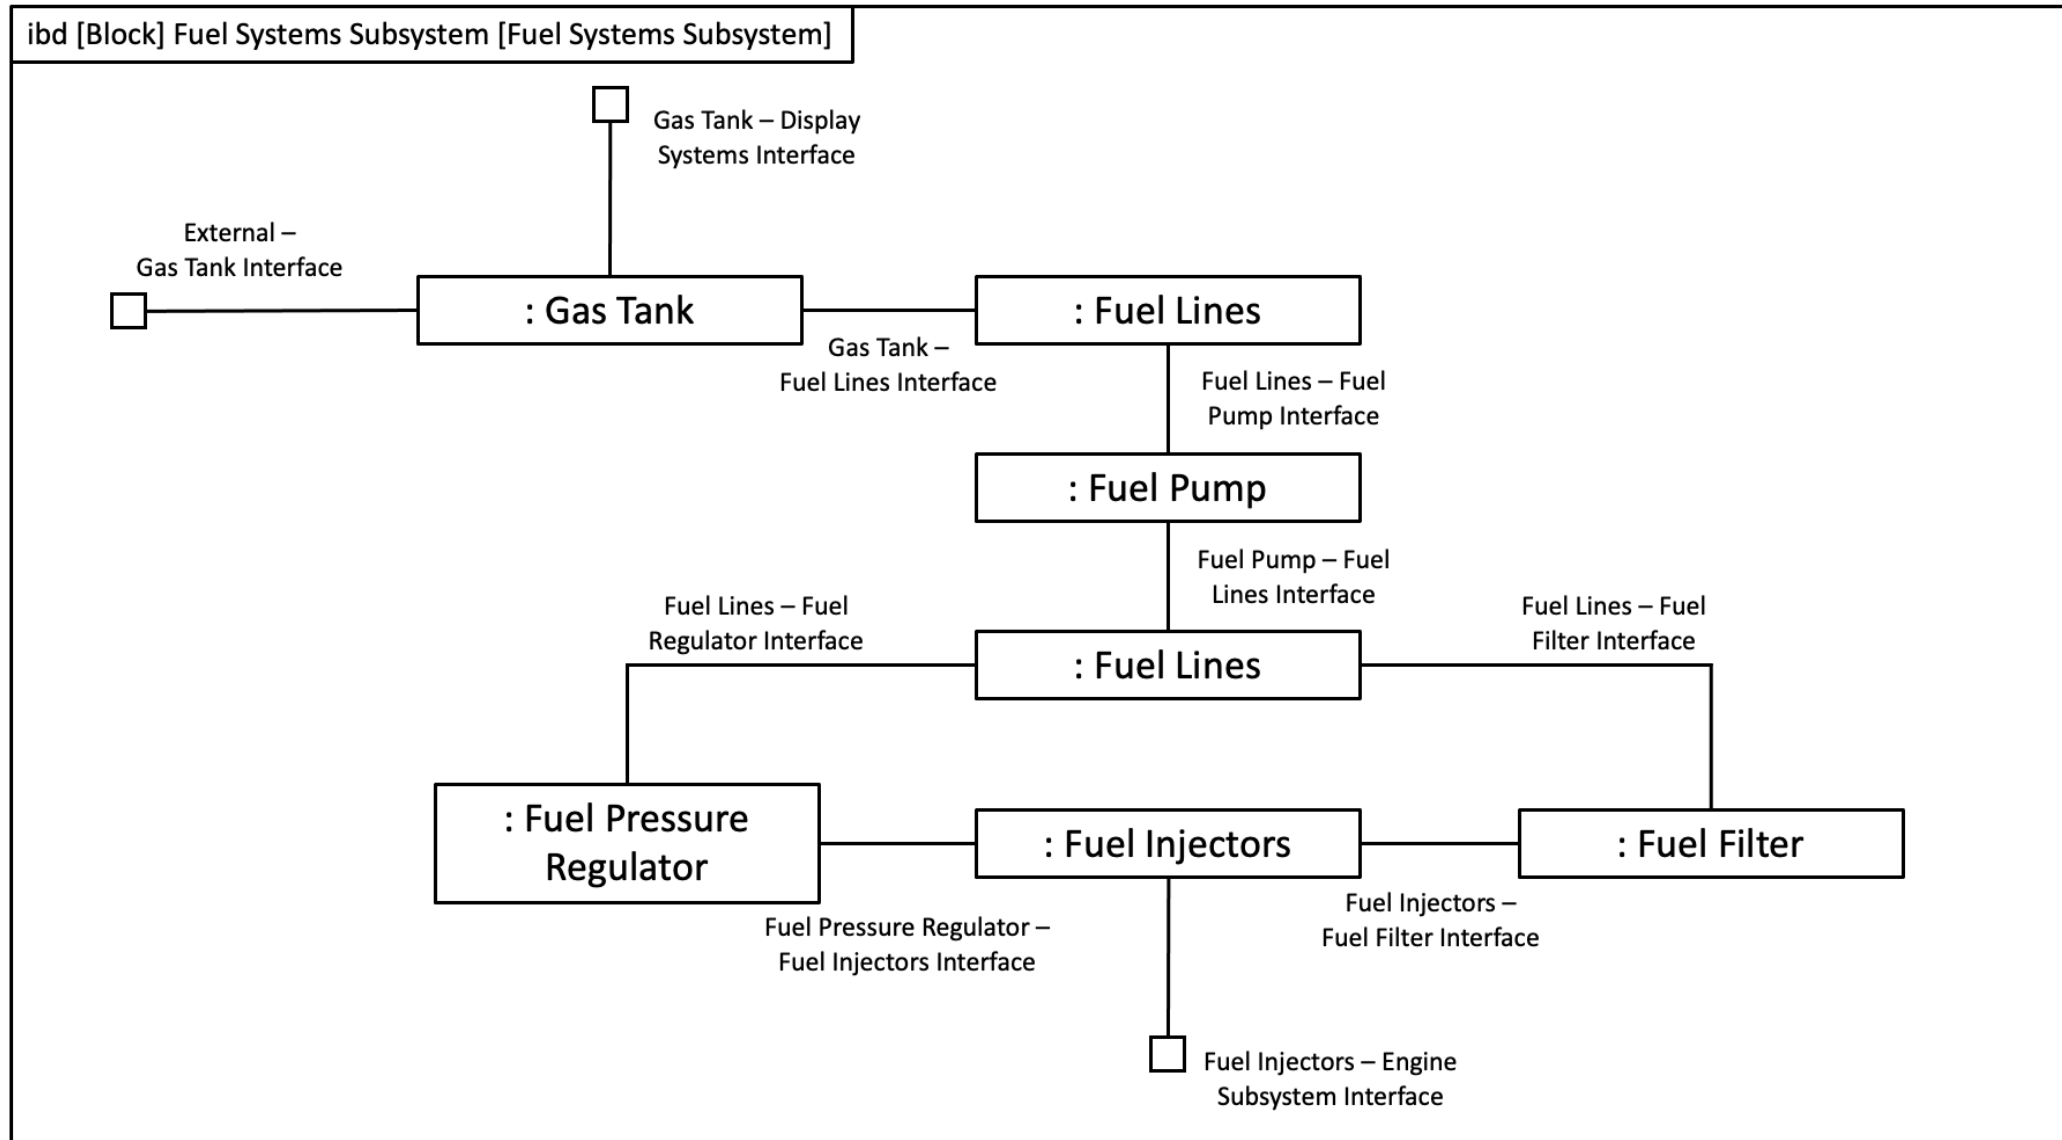 ibd [Block] Fuel Systems Subsystem [Fuel Systems Subsystem]
Gas Tank – Display
Systems Interface
External –
Gas Tank Interface
: Gas Tank
: Fuel Lines
Gas Tank –
Fuel Lines Interface
Fuel Lines – Fuel
Pump Interface
: Fuel Pump
Fuel Pump – Fuel
Lines Interface
Fuel Lines – Fuel
Regulator Interface
Fuel Lines – Fuel
Filter Interface
: Fuel Lines
: Fuel Pressure
Regulator
: Fuel Injectors
: Fuel Filter
Fuel Pressure Regulator –
Fuel Injectors Interface
Fuel Injectors –
Fuel Filter Interface
Fuel Injectors – Engine
Subsystem Interface